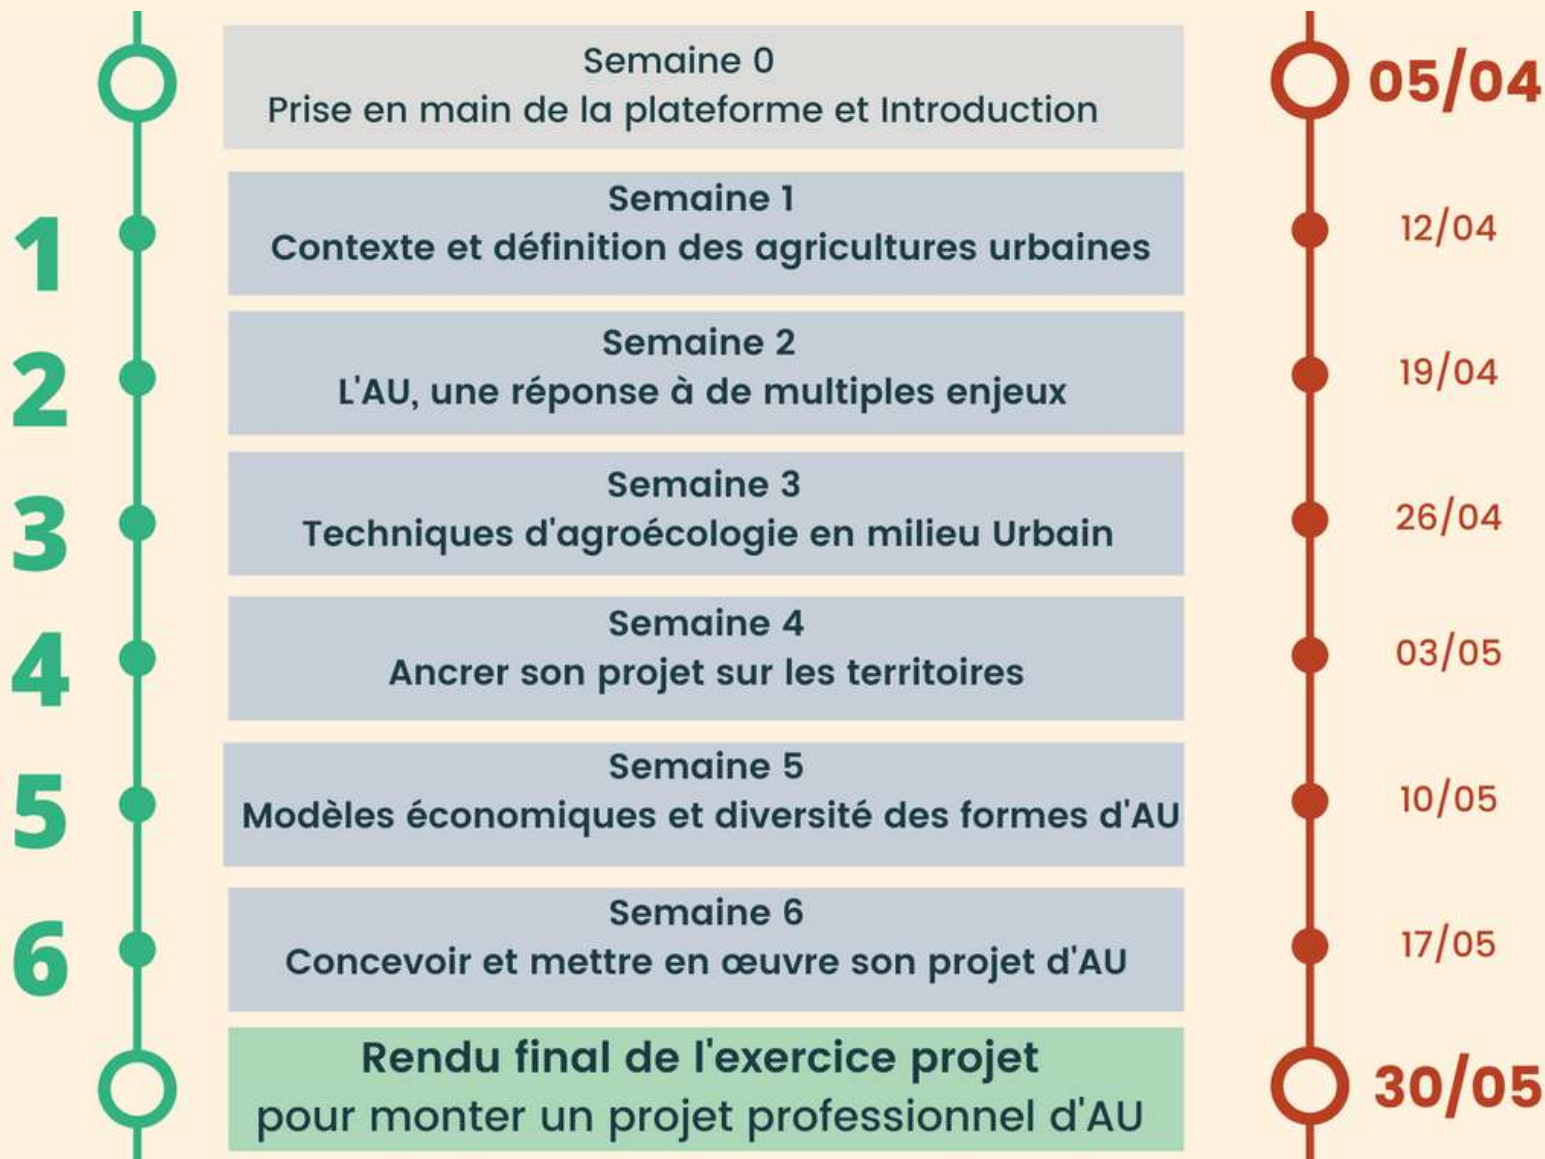 Semaine 0
Prise en main de la plateforme et Introduction
05/04
1
Semaine 1
Contexte et définition des agricultures urbaines
12/04
2
Semaine 2
L'AU, une réponse à de multiples enjeux
19/04
3
Semaine 3
Techniques d'agroécologie en milieu Urbain
26/04
4
Semaine 4
Ancrer son projet sur les territoires
03/05
5
Semaine 5
Modèles économiques et diversité des formes d'AU
10/05
6
Semaine 6
Concevoir et mettre en œuvre son projet d'AU
17/05
Rendu final de l'exercice projet
pour monter un projet professionnel d'AU
30/05